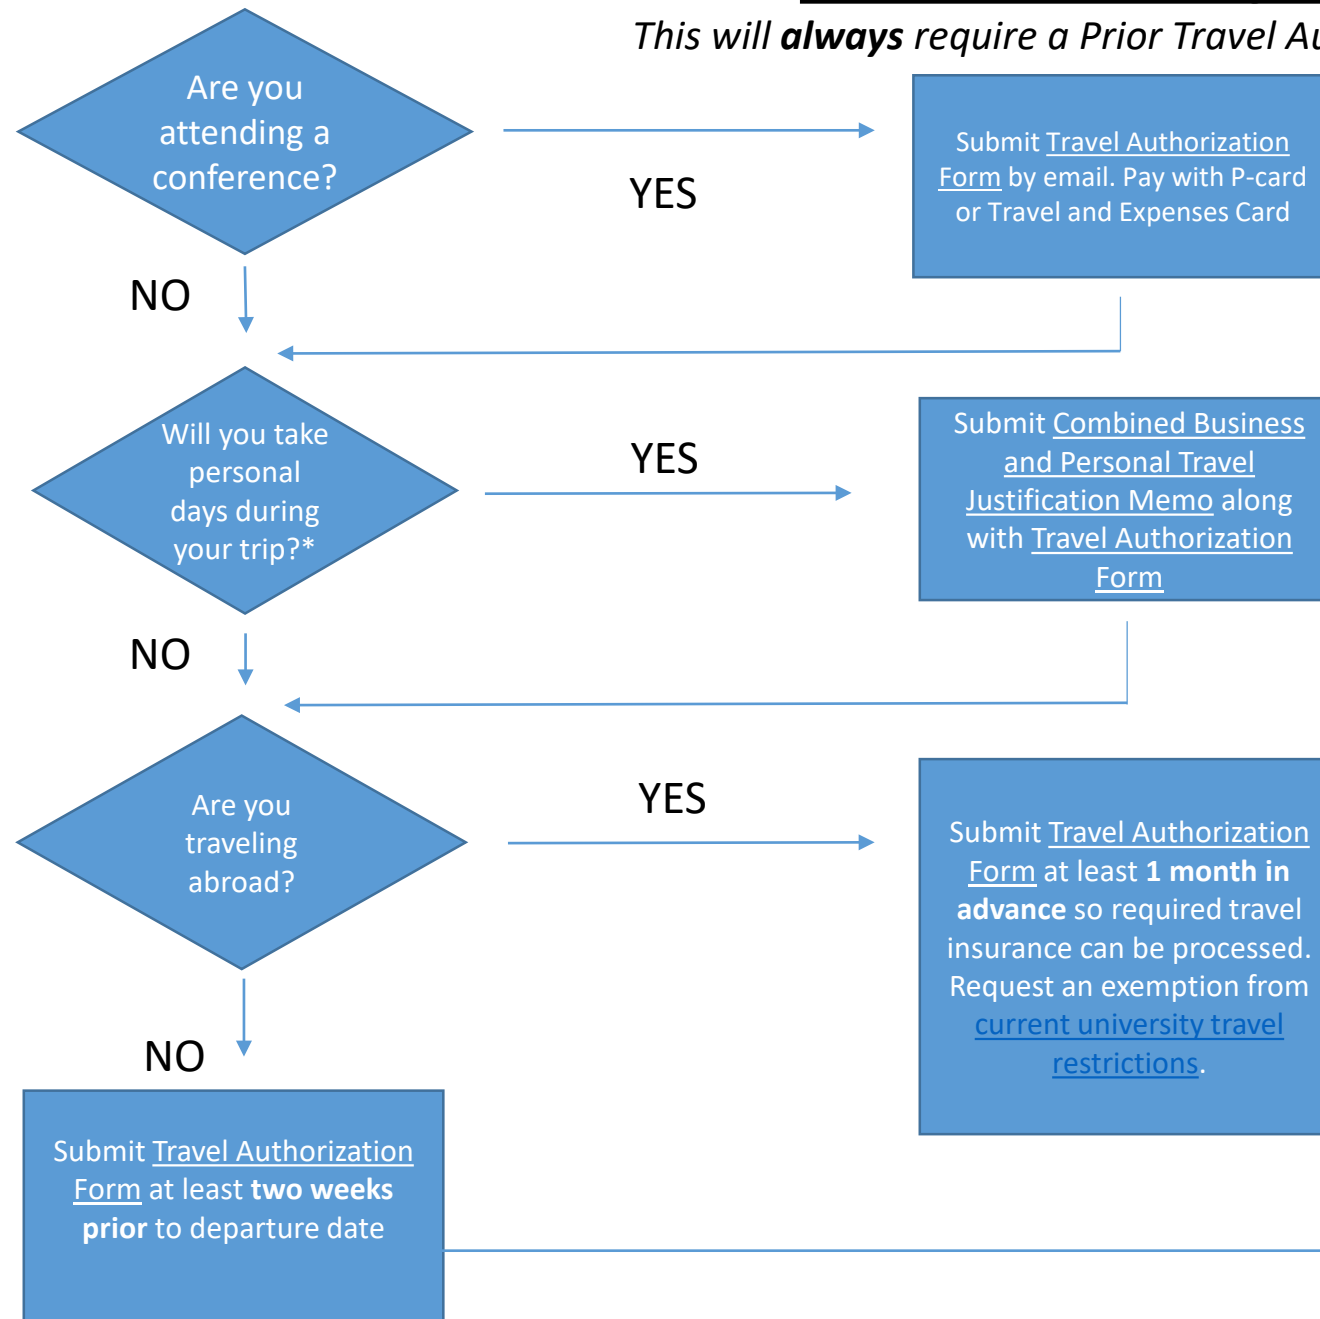 This will always require a Prior Travel
Are you
attending a
conference?
YES
Submit Travel Authorization
Form by email. Pay with P-card
or Travel and Expenses Card
NO
Will you take
personal
days during
your trip?*
YES
Submit Combined Business
and Personal Travel
Justification Memo along
with Travel Authorization
Form
NO
Are you
traveling
abroad?
YES
Submit Travel Authorization
Form at least 1 month in
advance so required travel
insurance can be processed.
Request an exemption from
current university travel
restrictions.
NO
Submit Travel Authorization
Form at least two weeks
prior to departure date